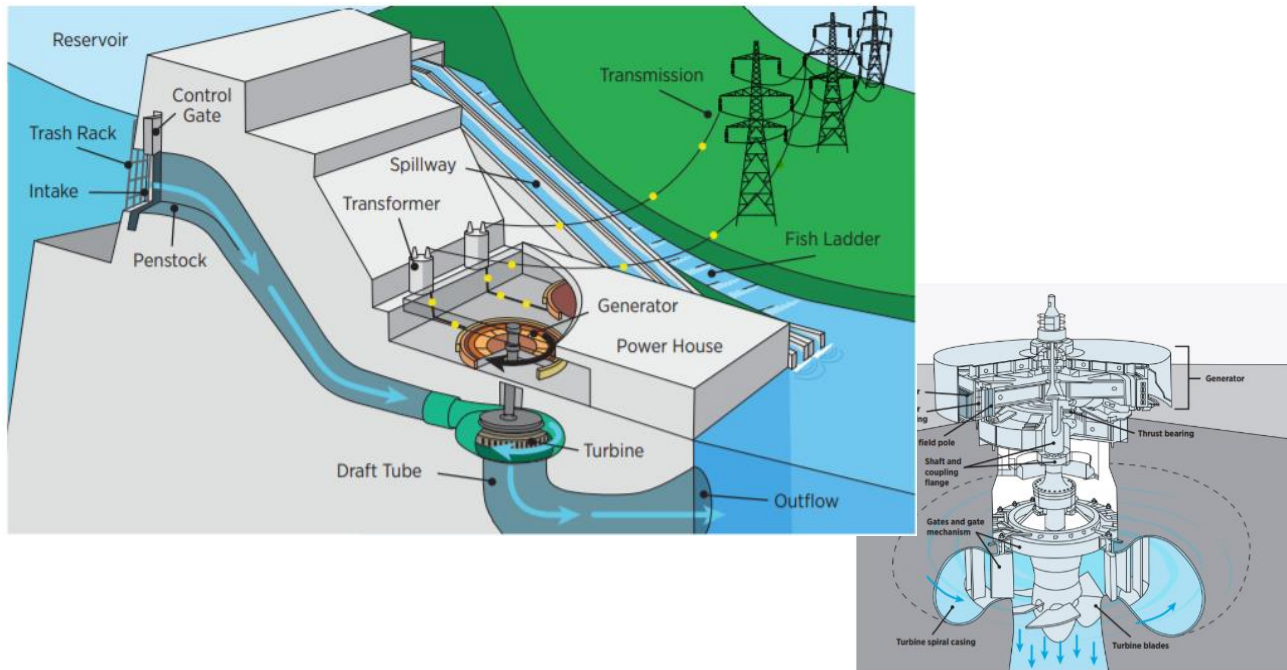 Reservoir
Control
Gate
Trash Rack
Intake
Penstock
Transmission
Spillway
Transformer
Fish Ladder
Generator
Power House
Turbine
Draft Tube
Outflow
Generator
field pole
Thrust bearing
Shaft and
coupling
flange
Gates and gate
mechanism
Turbine spiral casing
Turbine blades